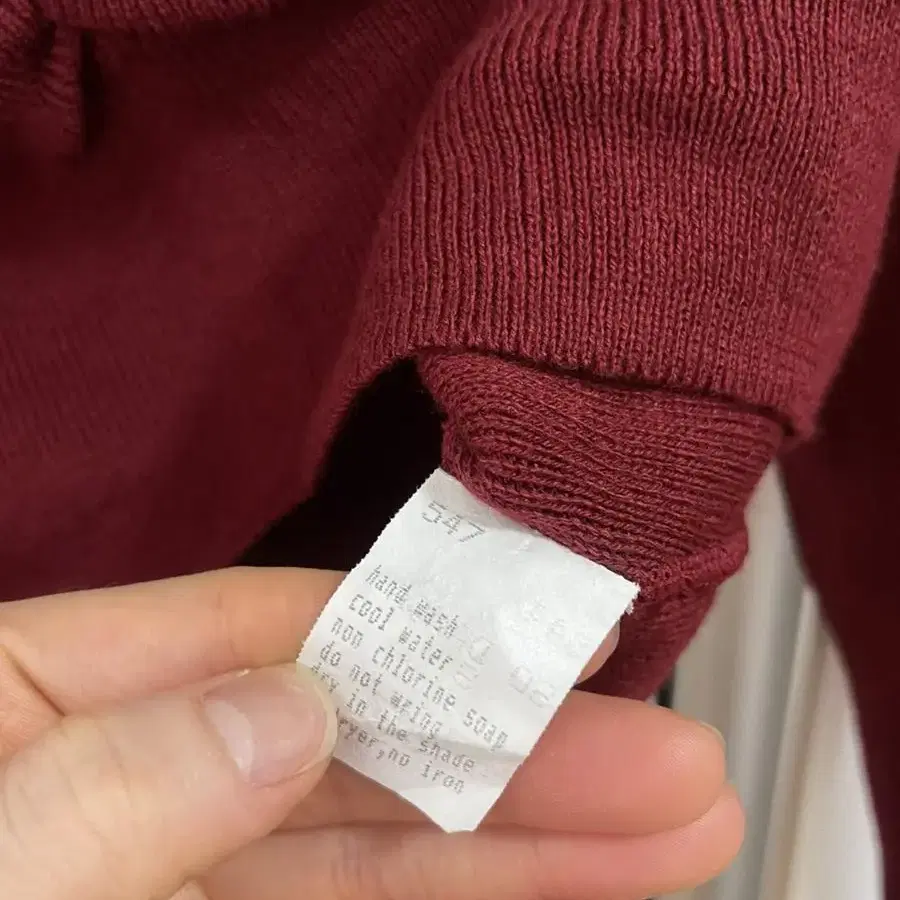 547
hand wash
cool water
non chlorine soap
do not wring
in the shade
no iron